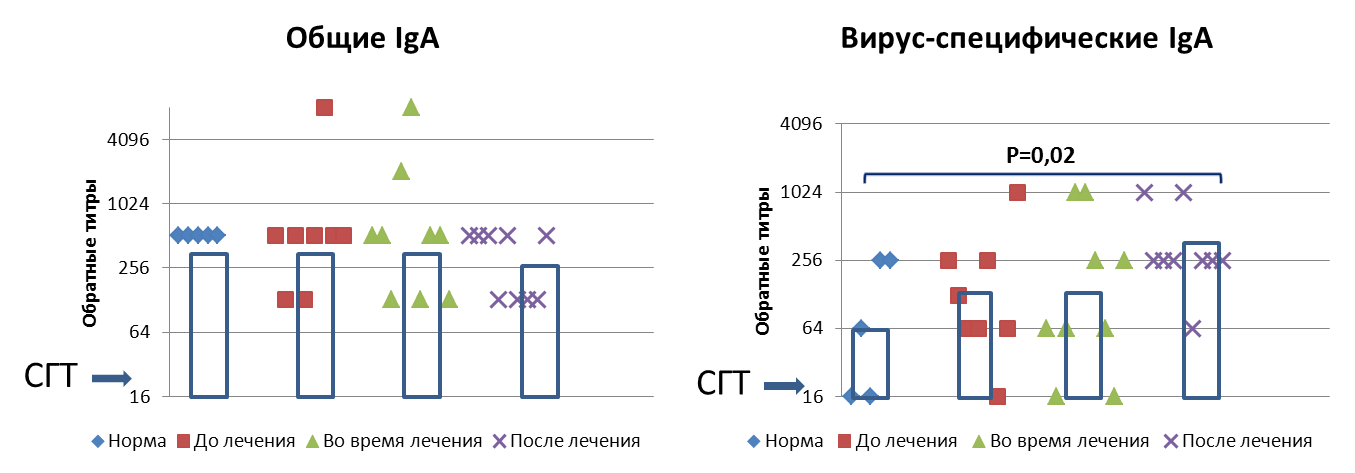 Общие IgA
Обратные титры
4096
1024
256
64
16
СГТ
Норма До лечения Во время лечения После лечения
Вирус-специфические IgA
Обратные титры
4096
1024
256
64
16
P=0,02
СГТ
Норма До лечения Во время лечения После лечения